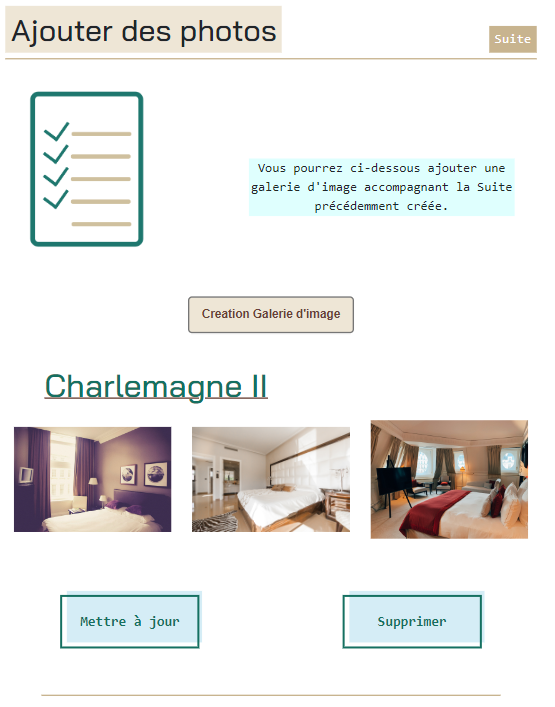 Ajouter des photos
Suite
Vous pourrez ci-dessous ajouter une
galerie d'image accompagnant la Suite
précédemment créée.
Creation Galerie d'image
Charlemagne II
Mettre à jour
Supprimer